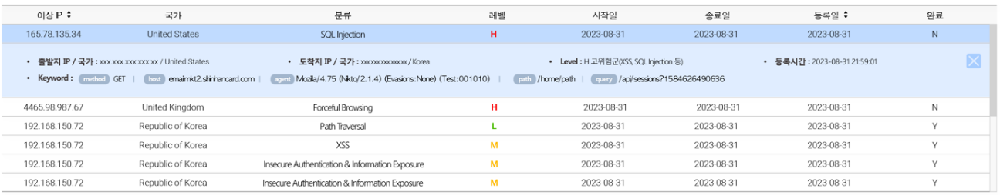 이상 IP 국가 분류 레벨 시작일 종료일 등록일 완료
165.78.135.34 United States SQL Injection H 2023-08-31 2023-08-31 2023-08-31 N
• 출발지 IP / 국가 : xxx.xxx.xxx.xxx.xx / United States • 도착지 IP / 국가 : xxx.xxx.xxx.xxx.xx / Korea • Level : H 고위험군(XSS, SQL Injection 등) • 등록시간 : 2023-08-31 21:59:01
• Keyword : method GET | host emailmkt2.shinhancard.com | agent Mozilla/4.75 (Nikto/2.1.4) (Evasions:None) (Test:001010) | path /home/path | query /api/sessions?1584626490636
4465.98.987.67 United Kingdom Forceful Browsing H 2023-08-31 2023-08-31 2023-08-31 N
192.168.150.72 Republic of Korea Path Traversal L 2023-08-31 2023-08-31 2023-08-31 Y
192.168.150.72 Republic of Korea XSS M 2023-08-31 2023-08-31 2023-08-31 Y
192.168.150.72 Republic of Korea Insecure Authentication & Information Exposure M 2023-08-31 2023-08-31 2023-08-31 Y
192.168.150.72 Republic of Korea Insecure Authentication & Information Exposure M 2023-08-31 2023-08-31 2023-08-31 Y